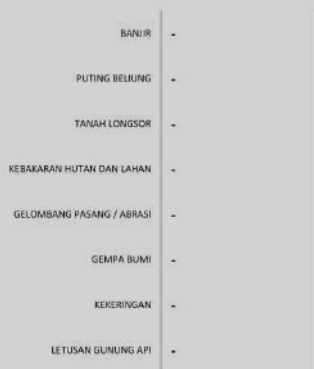 BANJIR -
PUTING BELIUNG -
TANAH LONGSOR -
KEBAKARAN HUTAN DAN LAHAN -
GELOMBANG PASANG / ABRASI -
GEMPA BUMI -
KEKERINGAN -
LETUSAN GUNUNG API -